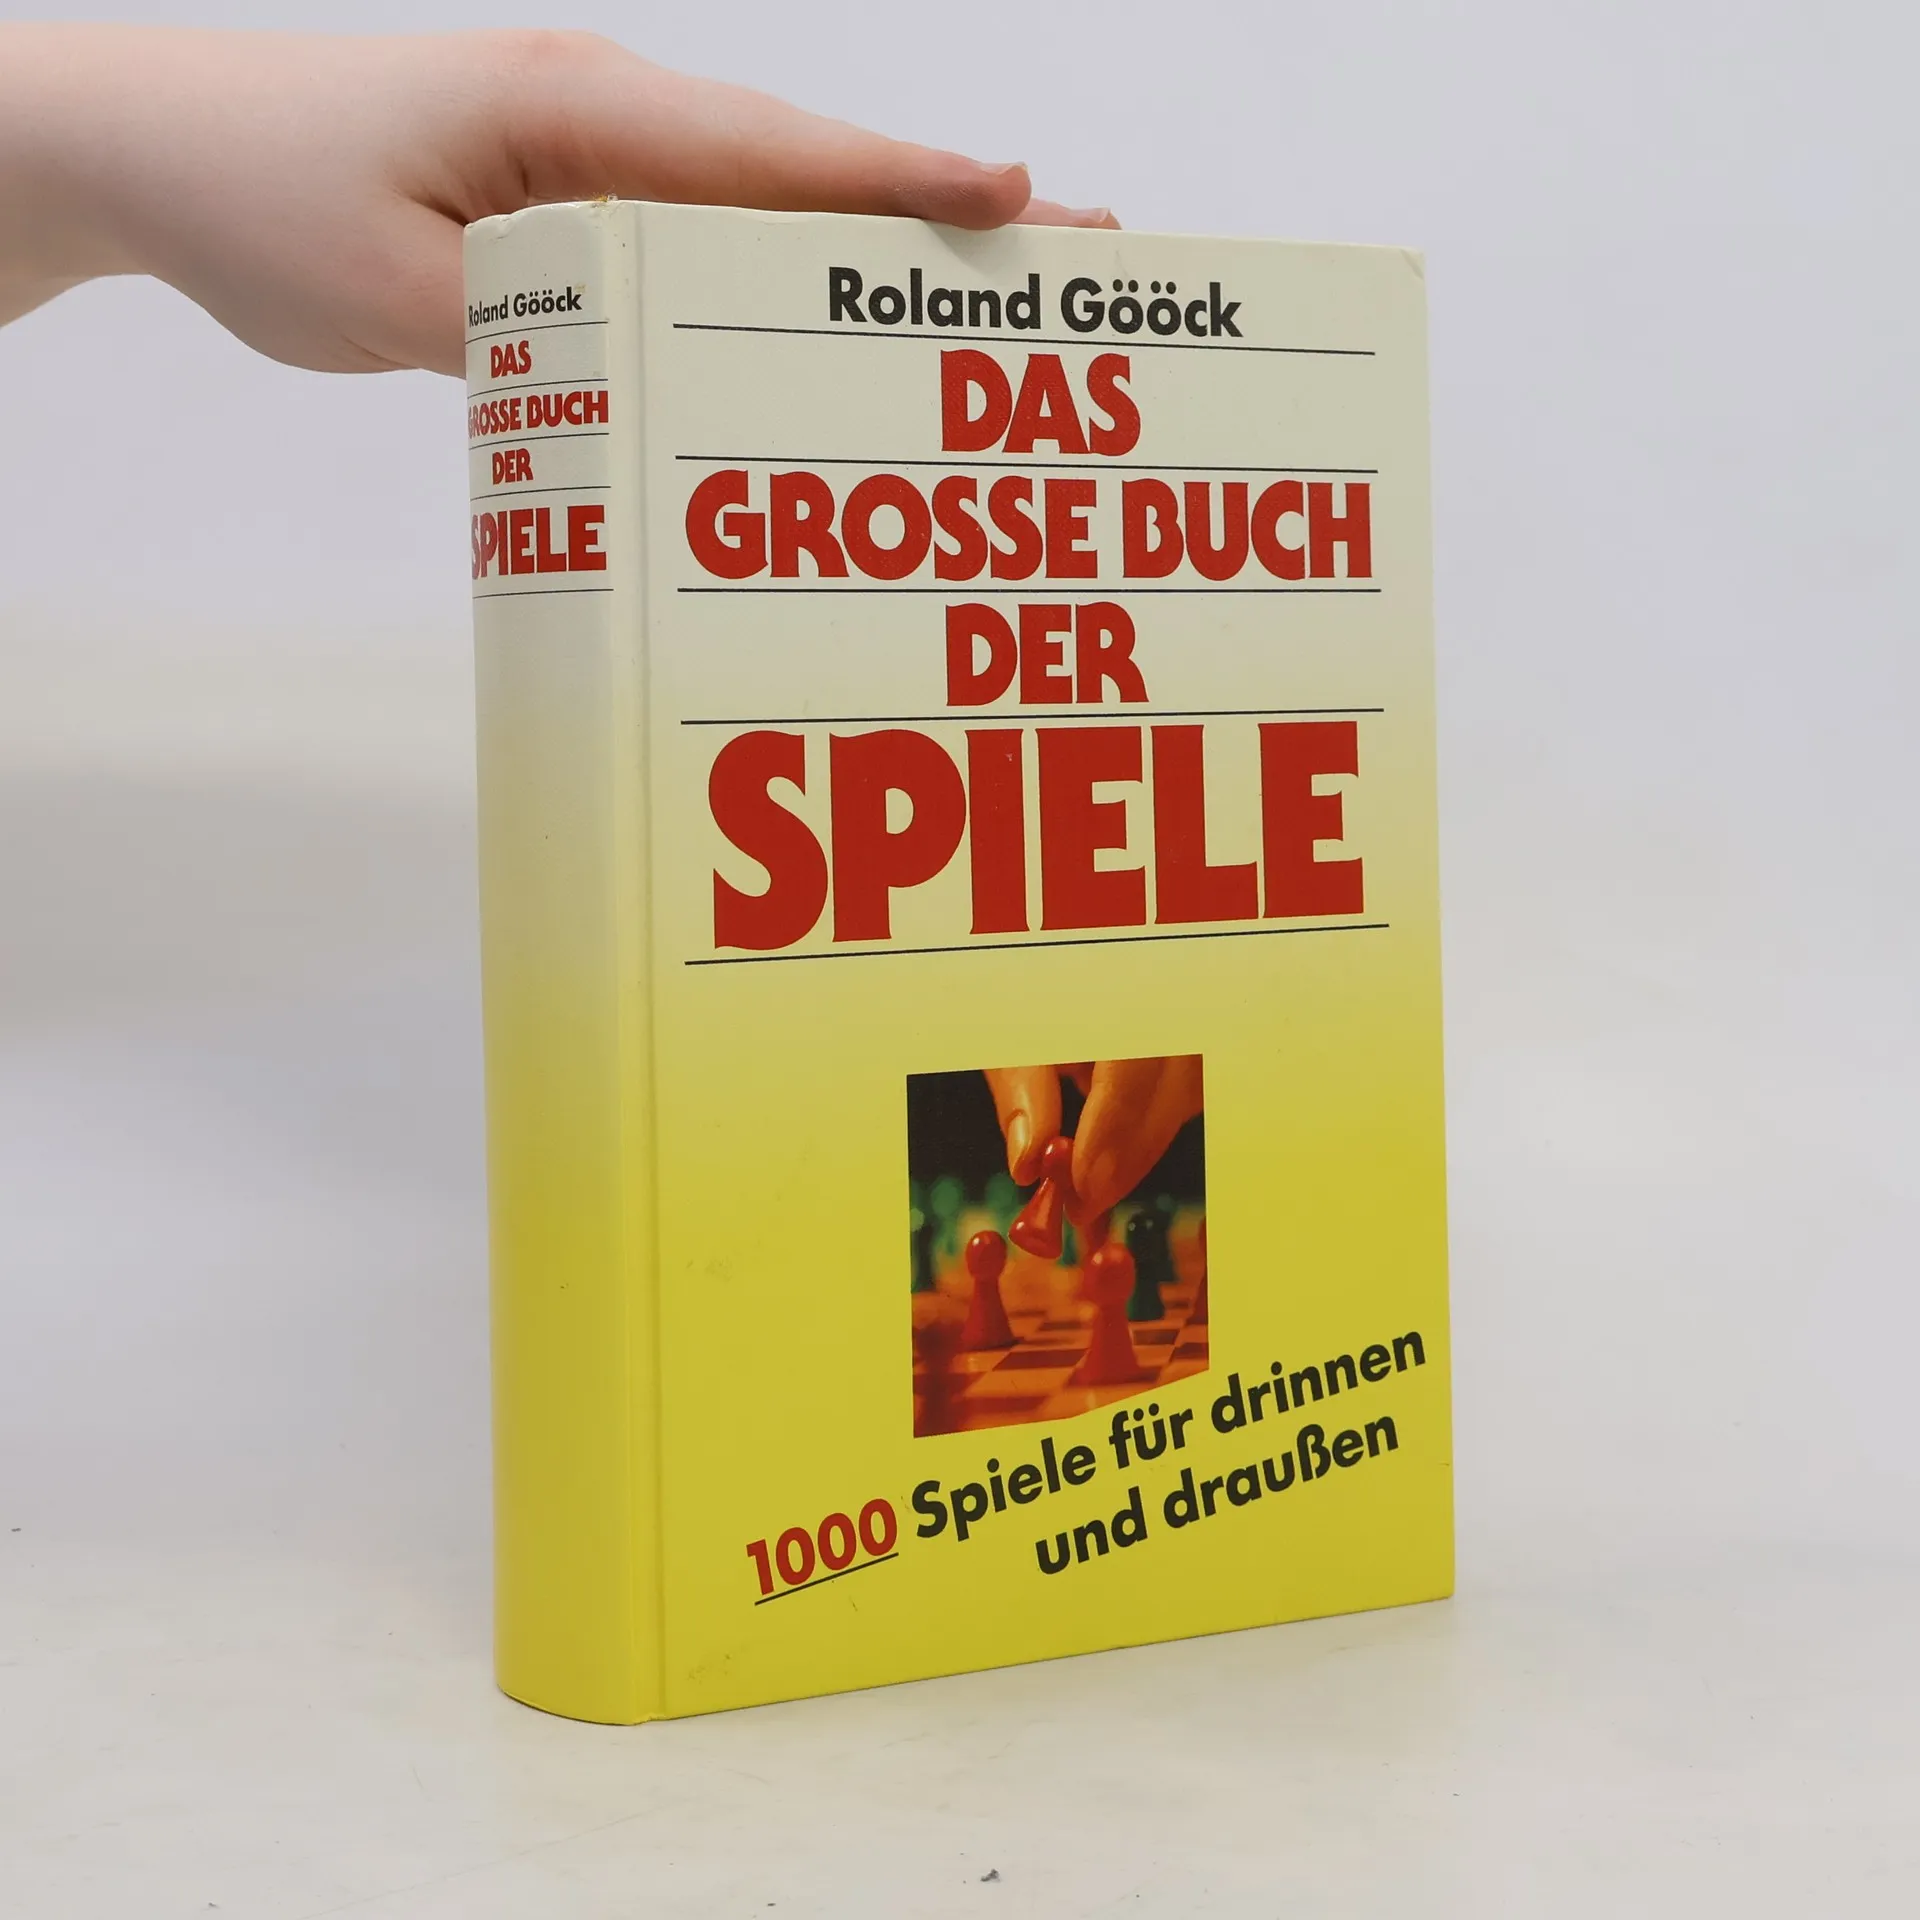 Roland Gööck
DAS
GROSSE BUCH
DER
SPIELE
Roland Gööck
DAS
GROSSE BUCH
DER
SPIELE
1000 Spiele für drinnen
und draußen